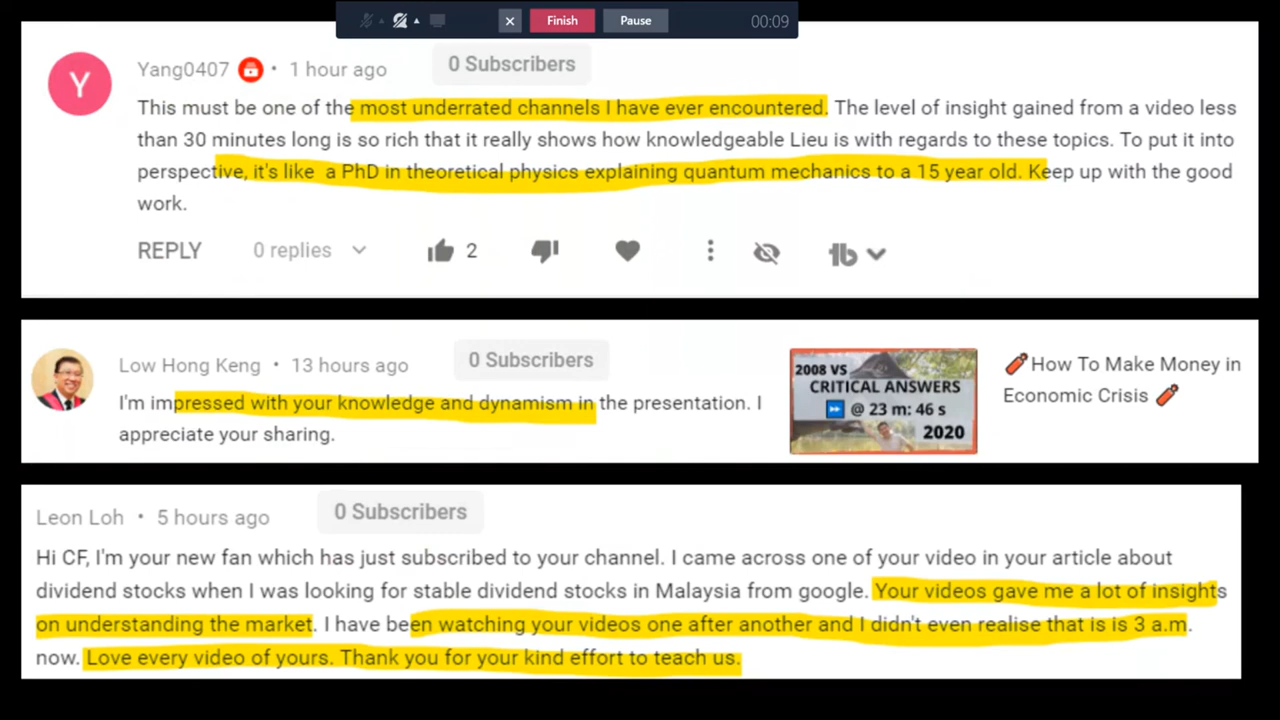 Finish
Pause
00:09
Y
Yang0407 • 1 hour ago
0 Subscribers
This must be one of the most underrated channels I have ever encountered. The level of insight gained from a video less
than 30 minutes long is so rich that it really shows how knowledgeable Lieu is with regards to these topics. To put it into
perspective, it's like a PhD in theoretical physics explaining quantum mechanics to a 15 year old. Keep up with the good
work.
REPLY
0 replies
2
Low Hong Keng • 13 hours ago
0 Subscribers
I'm impressed with your knowledge and dynamism in the presentation. I
appreciate your sharing.
2008 VS
CRITICAL ANSWERS
@ 23 m: 46 s
2020
🧨How To Make Money in
Economic Crisis 🧨
Leon Loh • 5 hours ago
0 Subscribers
Hi CF, I'm your new fan which has just subscribed to your channel. I came across one of your video in your article about
dividend stocks when I was looking for stable dividend stocks in Malaysia from google. Your videos gave me a lot of insights
on understanding the market. I have been watching your videos one after another and I didn't even realise that is is 3 a.m.
now. Love every video of yours. Thank you for your kind effort to teach us.